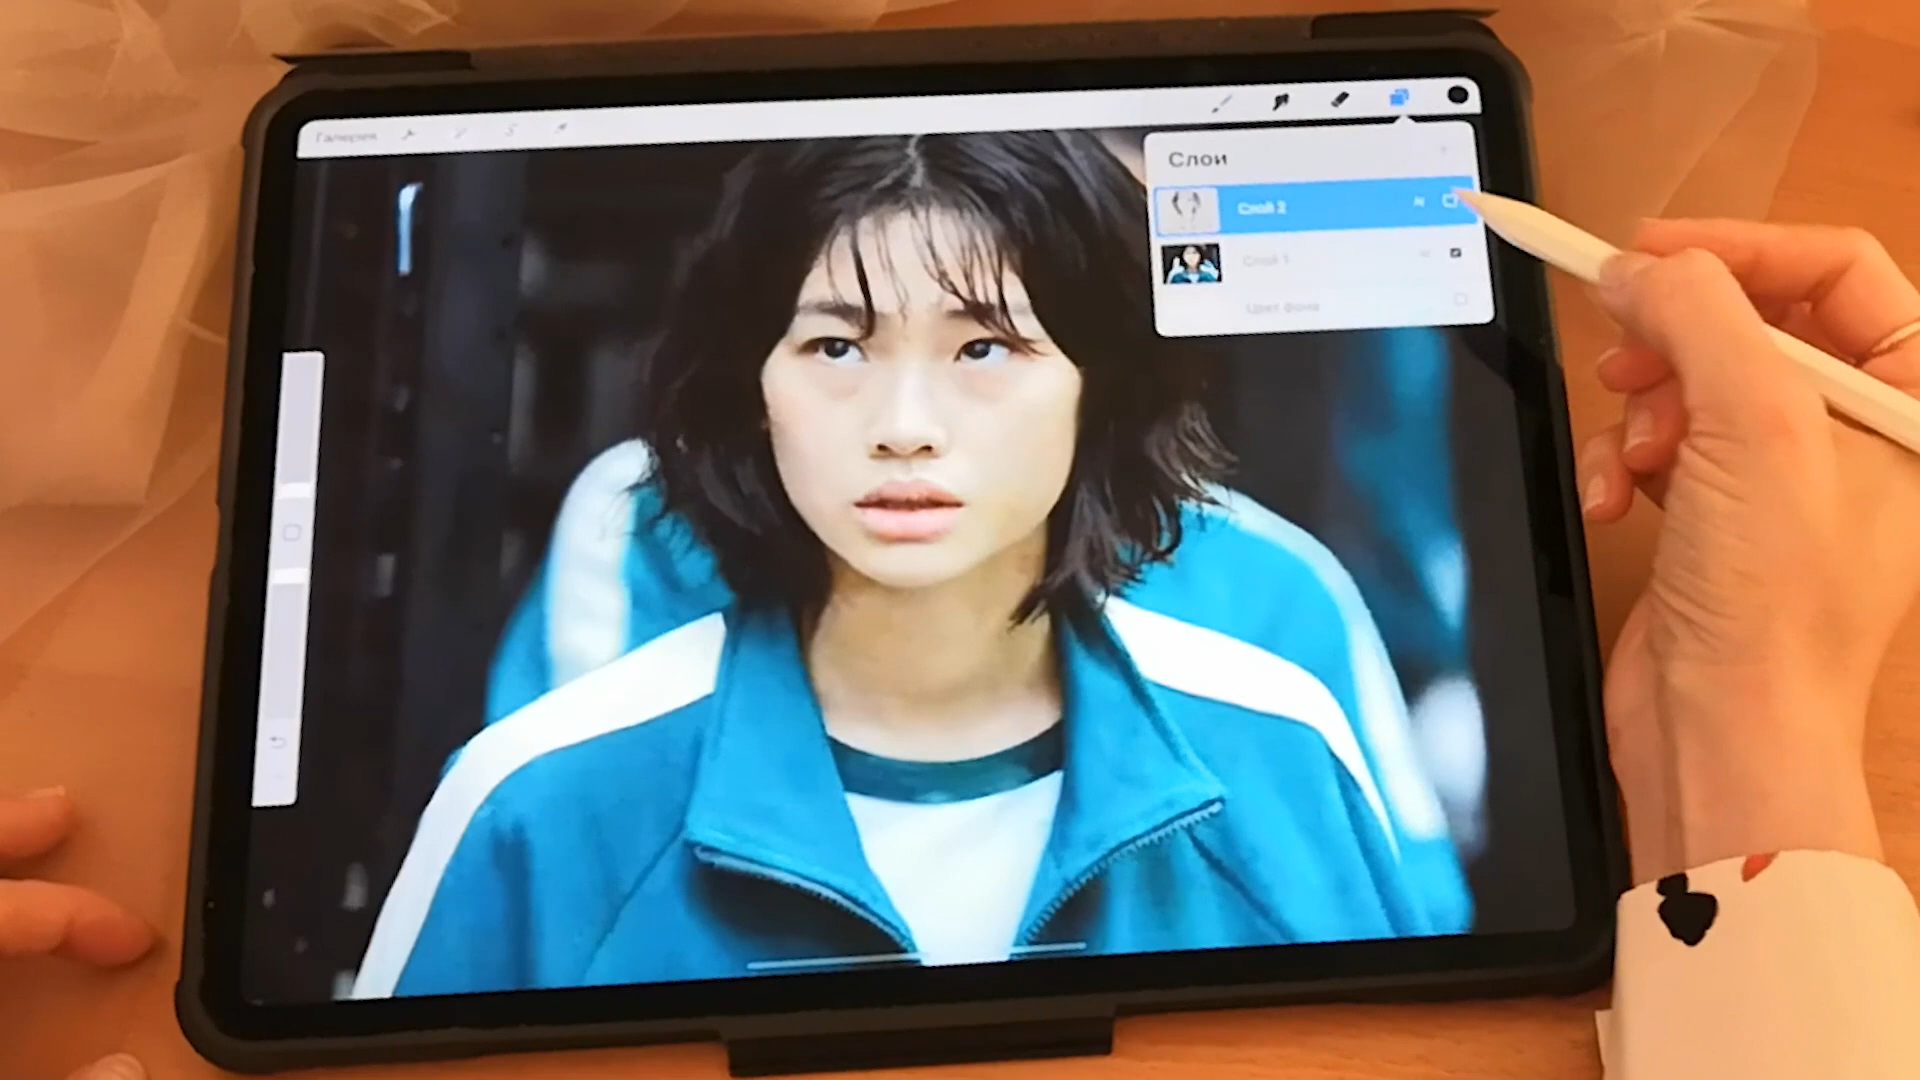 Галерея
Слои
Слой 2
N
Слой 1
Цвет фона